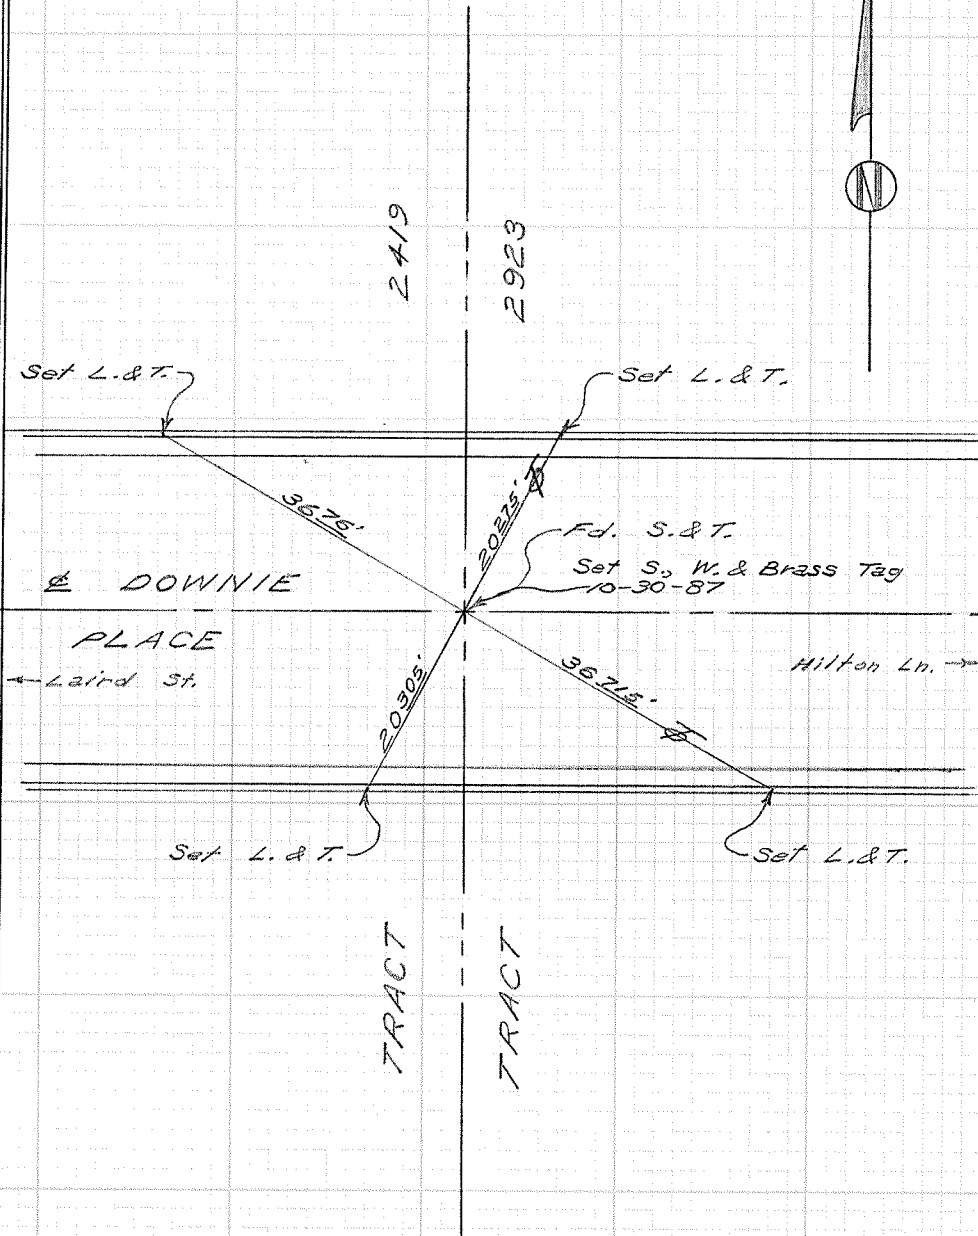 N
2419
2923
Set L. & T.
Set L. & T.
36 76'
20 275'
Fd. S. & T.
Set S., W. & Brass Tag
10-30-87
℄ DOWNIE
PLACE
← Laird St.
Hilton Ln. →
20 305'
36 715'
Set L. & T.
Set L. & T.
TRACT
TRACT